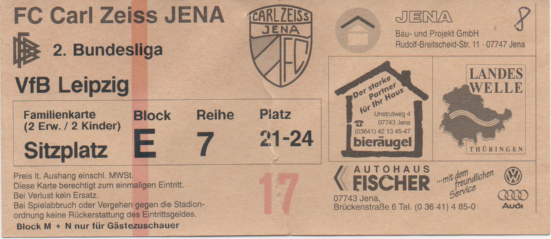 FC Carl Zeiss JENA
2. Bundesliga
VfB Leipzig
Familienkarte
(2 Erw. / 2 Kinder)
Sitzplatz
Block
E
Reihe
7
Platz
21-24
Preis lt. Aushang einschl. MWSt.
Diese Karte berechtigt zum einmaligen Eintritt.
Bei Verlust kein Ersatz.
Bei Spielabbruch oder Vergehen gegen die Stadion-
ordnung keine Rückerstattung des Eintrittsgeldes.
Block M + N nur für Gästezuschauer
CARL ZEISS
JENA
FC
17
JENA
Bau- und Projekt GmbH
Rudolf-Breitscheid-Str. 11 · 07747 Jena
8
Der starke
Partner
für Ihr Haus
Unstrutweg 4
07743 Jena
(03641) 42 13 45-47
bieräugel
LANDES
WELLE
THÜRINGEN
AUTOHAUS
FISCHER
...mit dem
freundlichen
Service
07743 Jena,
Brückenstraße 6 Tel. (0 36 41) 4 85-0
Audi